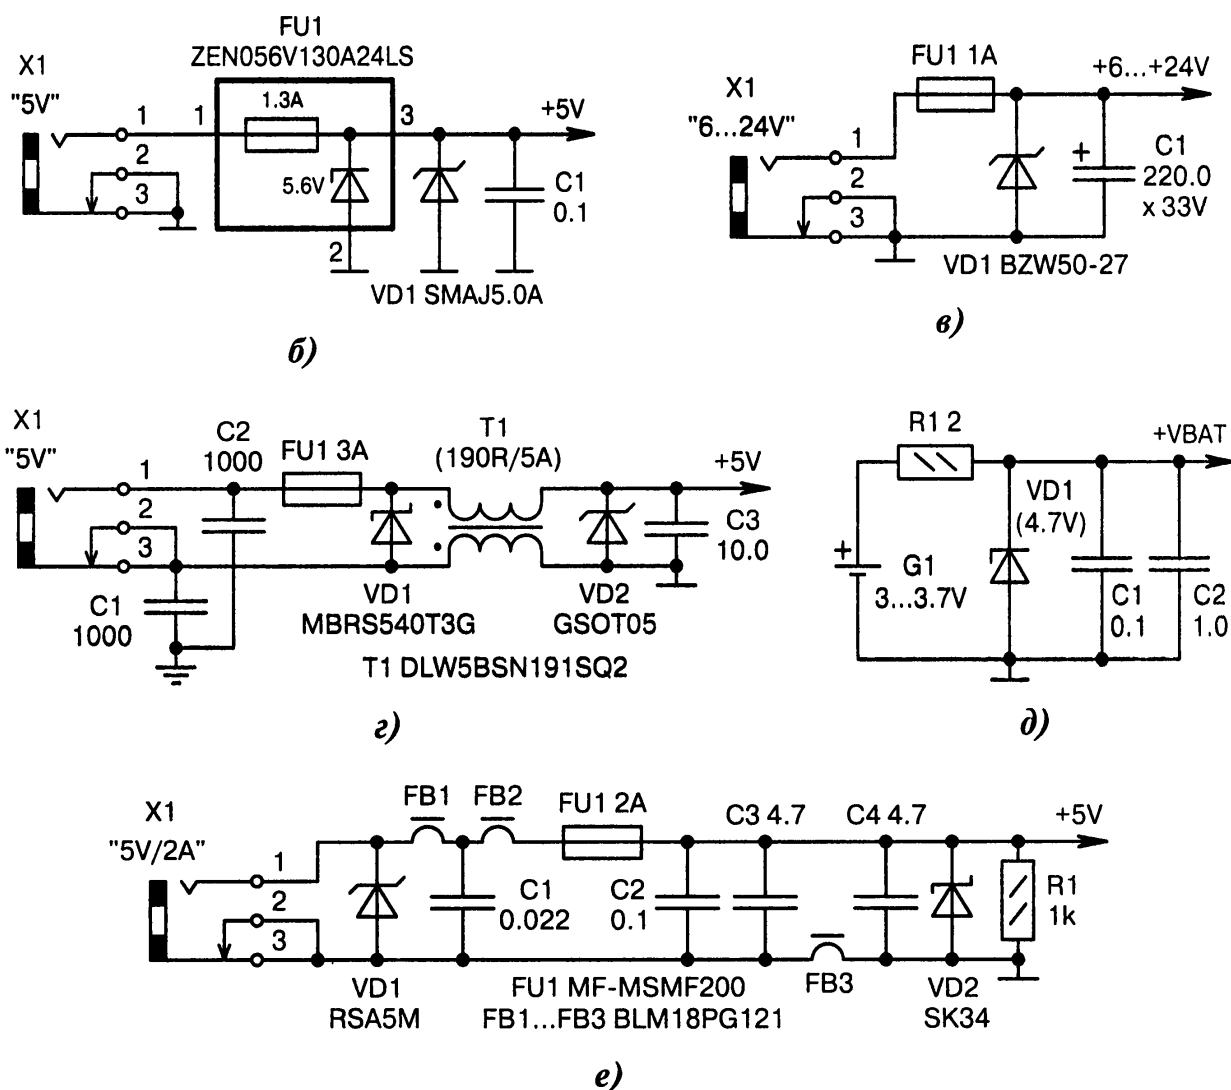 FU1
ZEN056V130A24LS
X1
"5V"
1
2
3
1
1.3A
3
5.6V
2
+5V
C1
0.1
VD1 SMAJ5.0A
б)
X1
"6...24V"
1
2
3
FU1 1A
+6...+24V
+
C1
220.0
x 33V
VD1 BZW50-27
в)
X1
"5V"
1
2
3
C2
1000
FU1 3A
T1
(190R/5A)
+5V
C3
10.0
C1
1000
VD1
MBRS540T3G
VD2
GSOT05
T1 DLW5BSN191SQ2
г)
R1 2
+VBAT
VD1
(4.7V)
+
G1
3...3.7V
C1
0.1
C2
1.0
д)
X1
"5V/2A"
1
2
3
FB1
FB2
FU1 2A
C3 4.7
C4 4.7
+5V
C1
0.022
C2
0.1
R1
1k
VD1
RSA5M
FU1 MF-MSMF200
FB1...FB3 BLM18PG121
FB3
VD2
SK34
е)